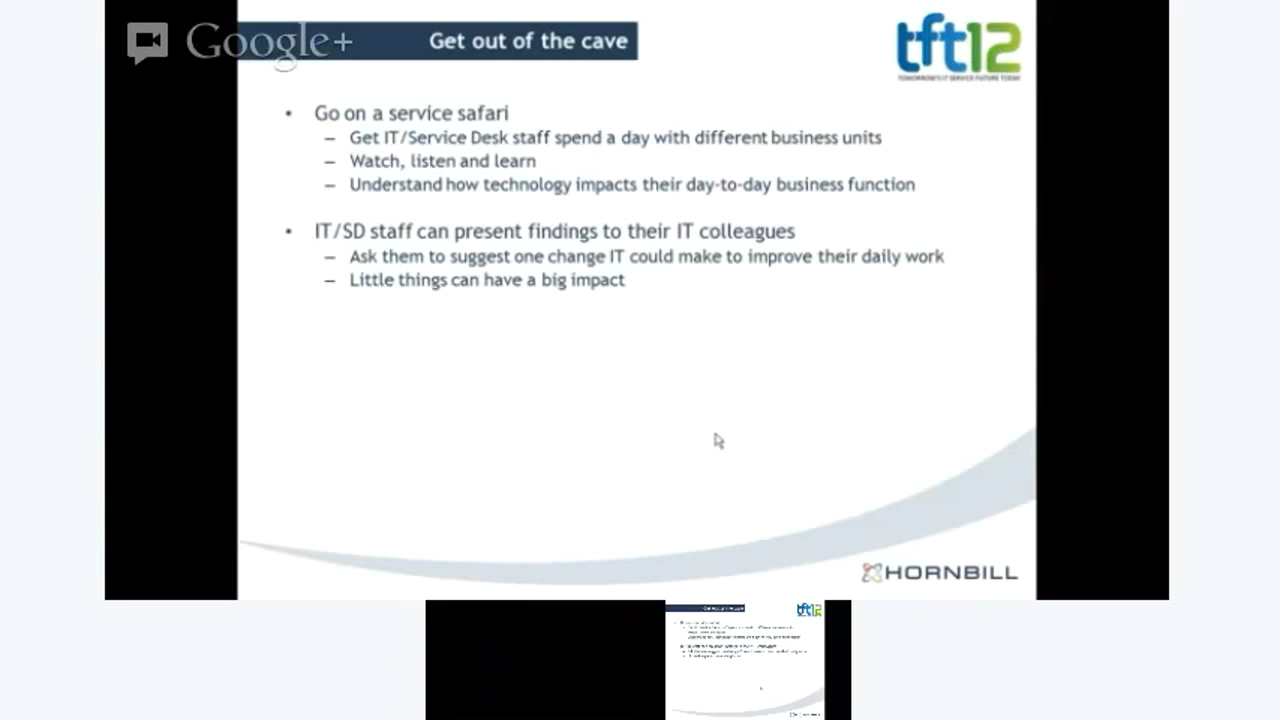 Google+
Get out of the cave
tft12
TOMORROW'S IT SERVICE FUTURE TODAY
• Go on a service safari
– Get IT/Service Desk staff spend a day with different business units
– Watch, listen and learn
– Understand how technology impacts their day-to-day business function
• IT/SD staff can present findings to their IT colleagues
– Ask them to suggest one change IT could make to improve their daily work
– Little things can have a big impact
HORNBILL
tft12